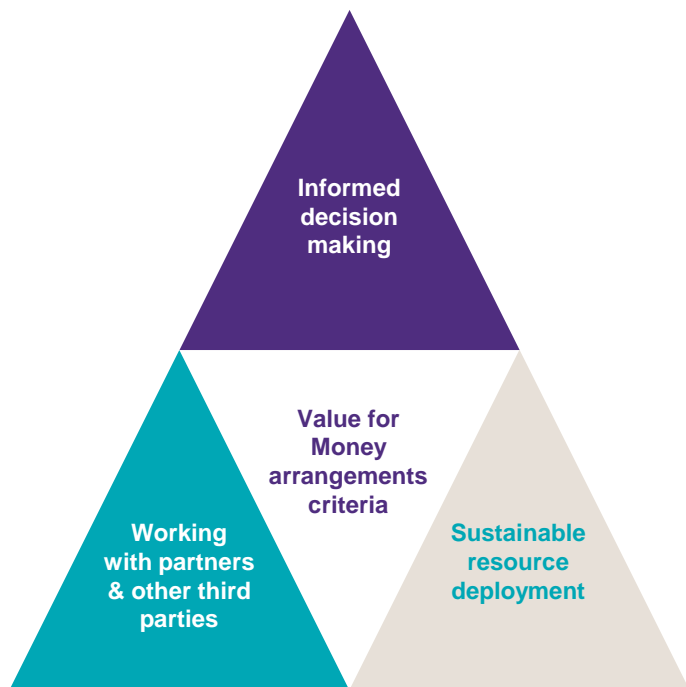 Informed
decision
making
Value for
Money
arrangements
criteria
Working
with partners
& other third
parties
Sustainable
resource
deployment